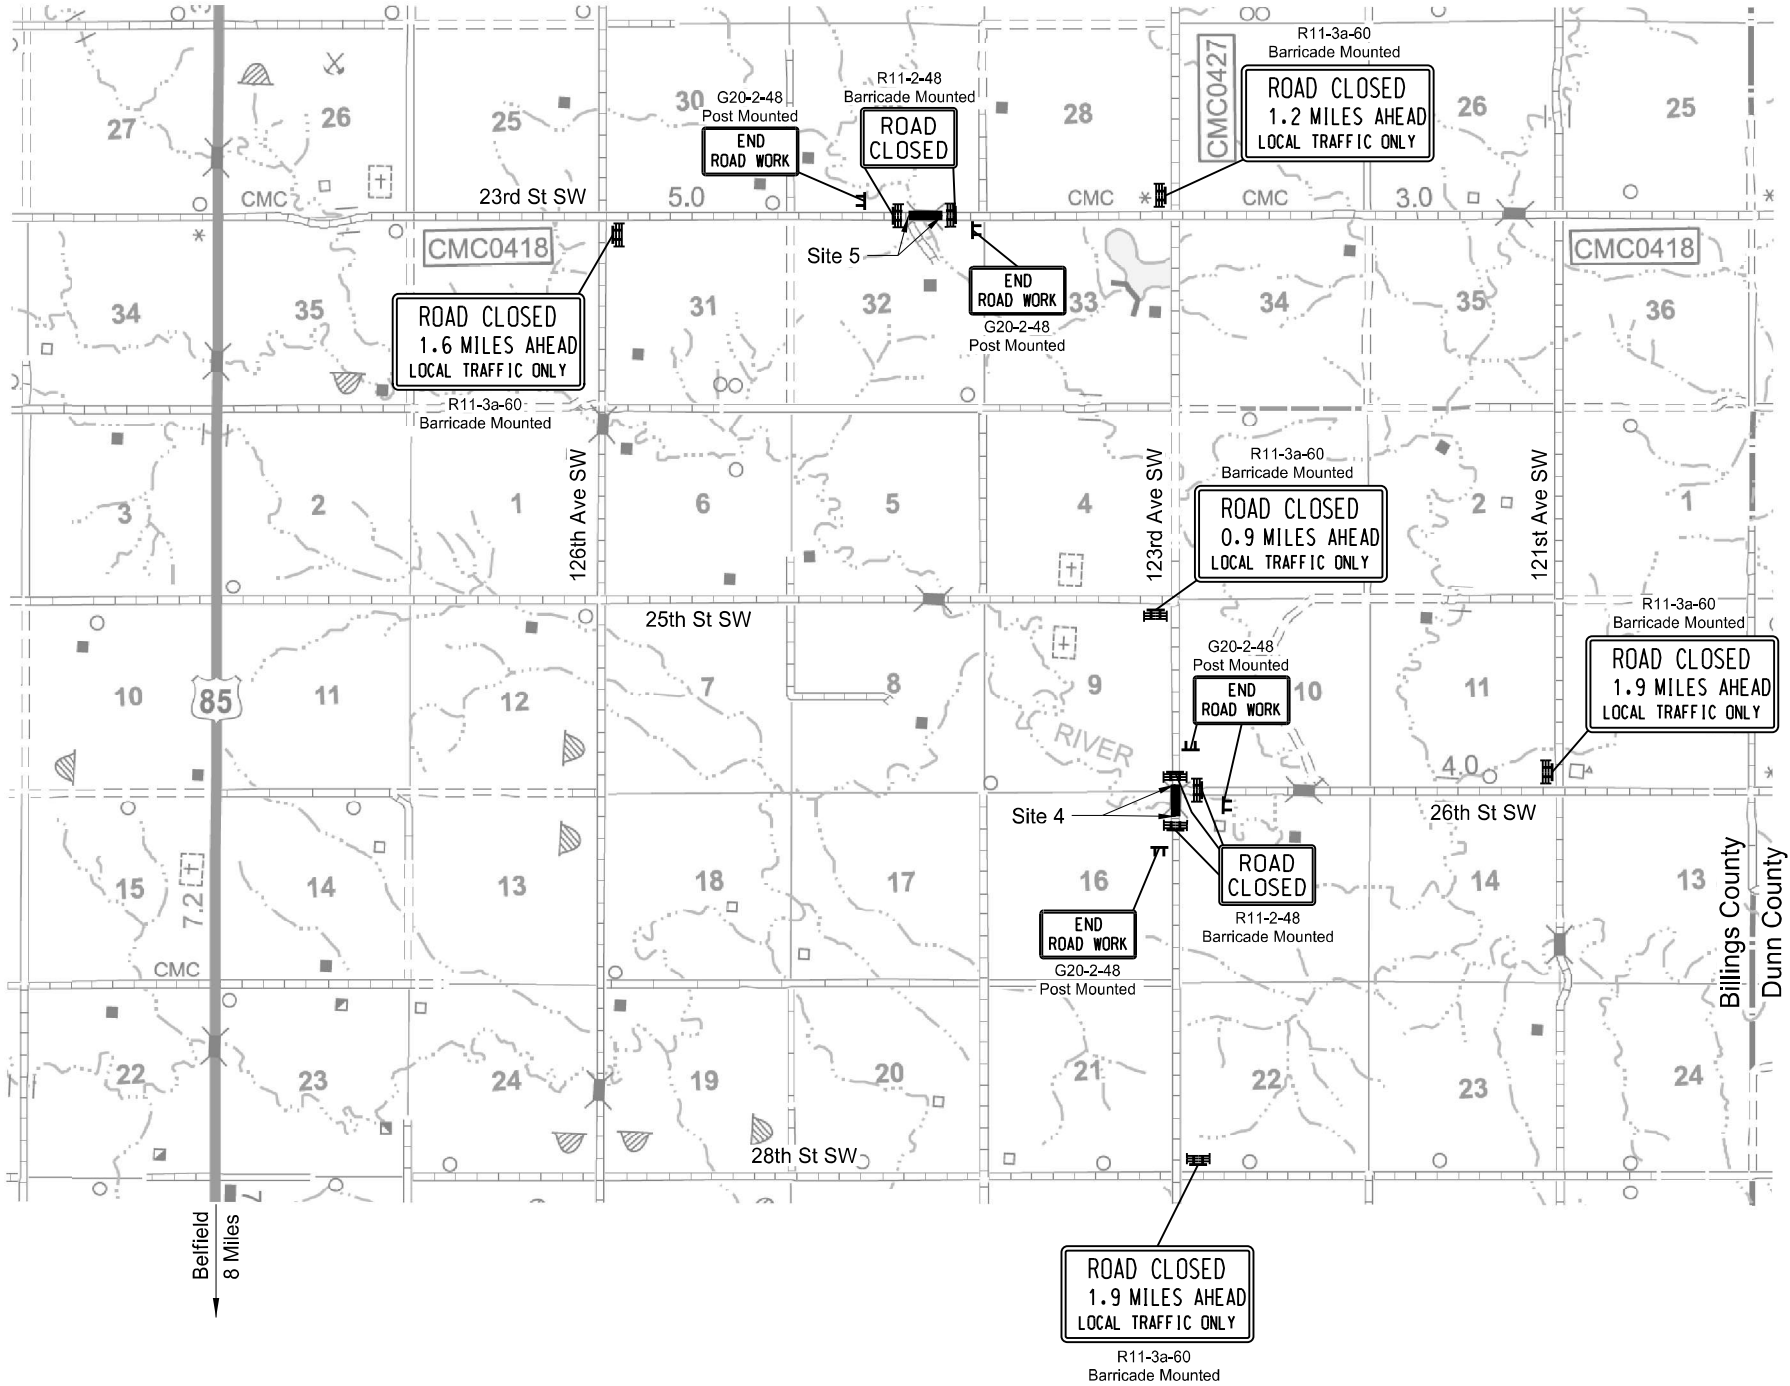 R11-3a-60
Barricade Mounted
ROAD CLOSED
1.2 MILES AHEAD
LOCAL TRAFFIC ONLY
CMC0427
R11-2-48
Barricade Mounted
ROAD
CLOSED
G20-2-48
Post Mounted
END
ROAD WORK
27
26
25
30
28
26
25
CMC
23rd St SW
5.0
CMC
CMC
3.0
CMC0418
Site 5
CMC0418
END
ROAD WORK
G20-2-48
Post Mounted
34
35
31
32
33
34
35
36
ROAD CLOSED
1.6 MILES AHEAD
LOCAL TRAFFIC ONLY
R11-3a-60
Barricade Mounted
126th Ave SW
123rd Ave SW
121st Ave SW
R11-3a-60
Barricade Mounted
ROAD CLOSED
0.9 MILES AHEAD
LOCAL TRAFFIC ONLY
3
2
1
6
5
4
2
1
25th St SW
R11-3a-60
Barricade Mounted
ROAD CLOSED
1.9 MILES AHEAD
LOCAL TRAFFIC ONLY
G20-2-48
Post Mounted
END
ROAD WORK
10
85
11
12
7
8
9
10
11
RIVER
4.0
Site 4
26th St SW
ROAD
CLOSED
R11-2-48
Barricade Mounted
END
ROAD WORK
G20-2-48
Post Mounted
15
7.2
14
13
18
17
16
14
13
CMC
Billings County
Dunn County
22
23
24
19
20
21
22
23
24
28th St SW
7
Belfield
8 Miles
ROAD CLOSED
1.9 MILES AHEAD
LOCAL TRAFFIC ONLY
R11-3a-60
Barricade Mounted